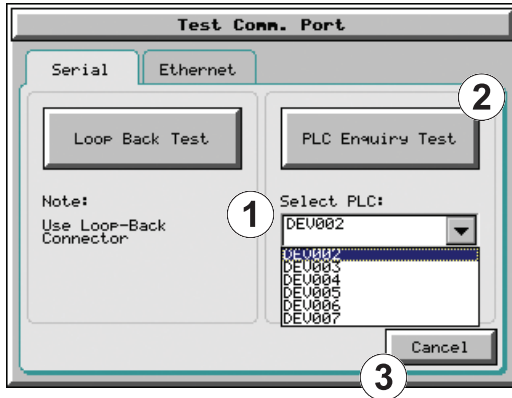 Test Comm. Port
Serial
Ethernet
2
Loop Back Test
PLC Enquiry Test
Note:
Use Loop-Back
Connector
1
Select PLC:
DEV002
DEV002
DEV003
DEV004
DEV005
DEV006
DEV007
Cancel
3